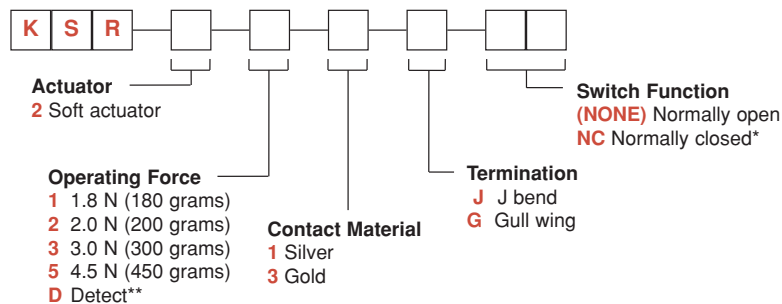 K S R
Actuator
2 Soft actuator
Switch Function
(NONE) Normally open
NC Normally closed*
Operating Force
1 1.8 N (180 grams)
2 2.0 N (200 grams)
3 3.0 N (300 grams)
5 4.5 N (450 grams)
D Detect**
Contact Material
1 Silver
3 Gold
Termination
J J bend
G Gull wing